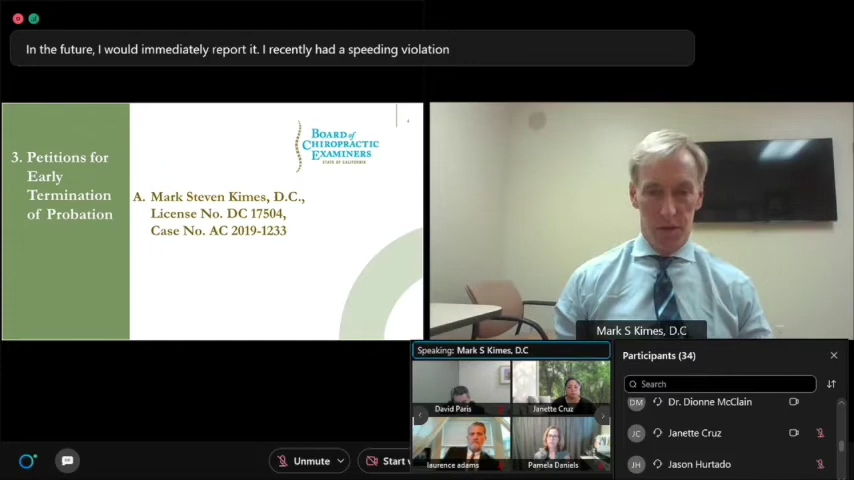 In the future, I would immediately report it. I recently had a speeding violation
3. Petitions for
Early
Termination
of Probation
BOARD of
CHIROPRACTIC
EXAMINERS
STATE OF CALIFORNIA
A. Mark Steven Kimes, D.C.,
License No. DC 17504,
Case No. AC 2019-1233
Mark S Kimes, D.C
Speaking: Mark S Kimes, D.C
David Paris
Janette Cruz
laurence adams
Pamela Daniels
Participants (34)
Search
DM Dr. Dionne McClain
JC Janette Cruz
JH Jason Hurtado
Unmute
Start